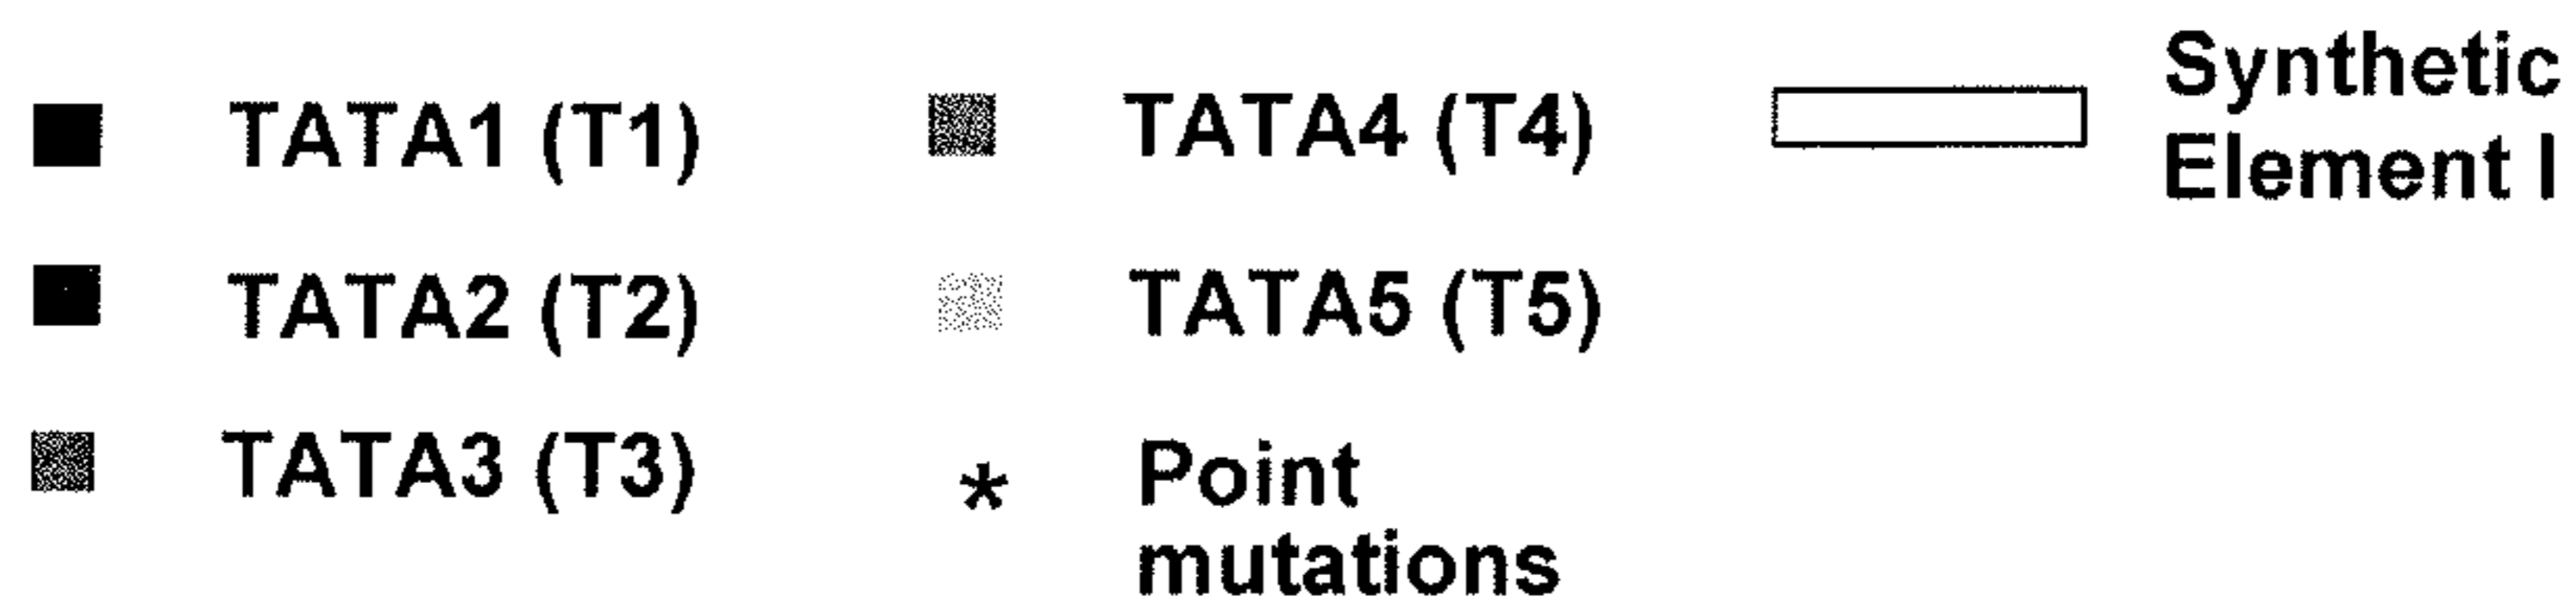 TATA1 (T1)
TATA2 (T2)
TATA3 (T3)
TATA4 (T4)
TATA5 (T5)
* Point
mutations
Synthetic
Element I